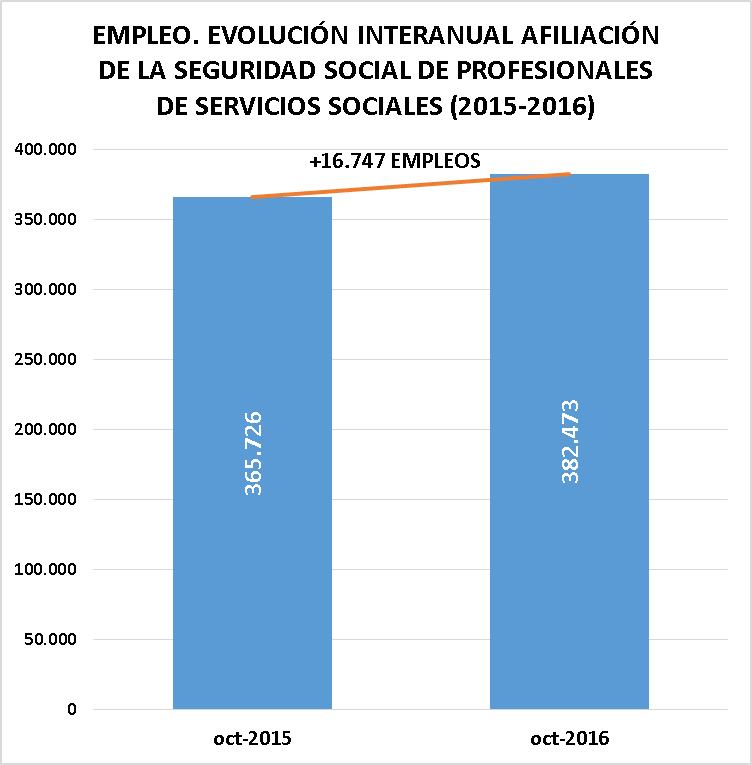 EMPLEO. EVOLUCIÓN INTERANUAL AFILIACIÓN
DE LA SEGURIDAD SOCIAL DE PROFESIONALES
DE SERVICIOS SOCIALES (2015-2016)
400.000
+16.747 EMPLEOS
350.000
300.000
250.000
200.000
150.000
100.000
50.000
0
365.726
382.473
oct-2015
oct-2016